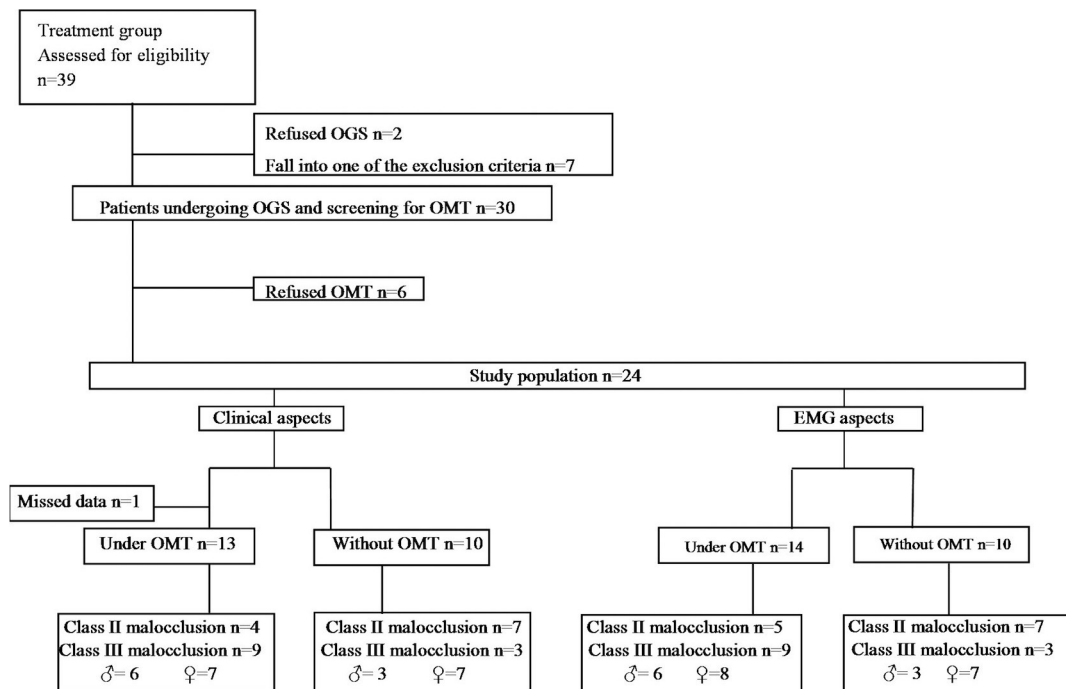 Treatment group
Assessed for eligibility
n=39
Refused OGS n=2
Fall into one of the exclusion criteria n=7
Patients undergoing OGS and screening for OMT n=30
Refused OMT n=6
Study population n=24
Clinical aspects
EMG aspects
Missed data n=1
Under OMT n=13
Without OMT n=10
Under OMT n=14
Without OMT n=10
Class II malocclusion n=4
Class III malocclusion n=9
♂= 6 ♀=7
Class II malocclusion n=7
Class III malocclusion n=3
♂= 3 ♀=7
Class II malocclusion n=5
Class III malocclusion n=9
♂=6 ♀=8
Class II malocclusion n=7
Class III malocclusion n=3
♂= 3 ♀=7